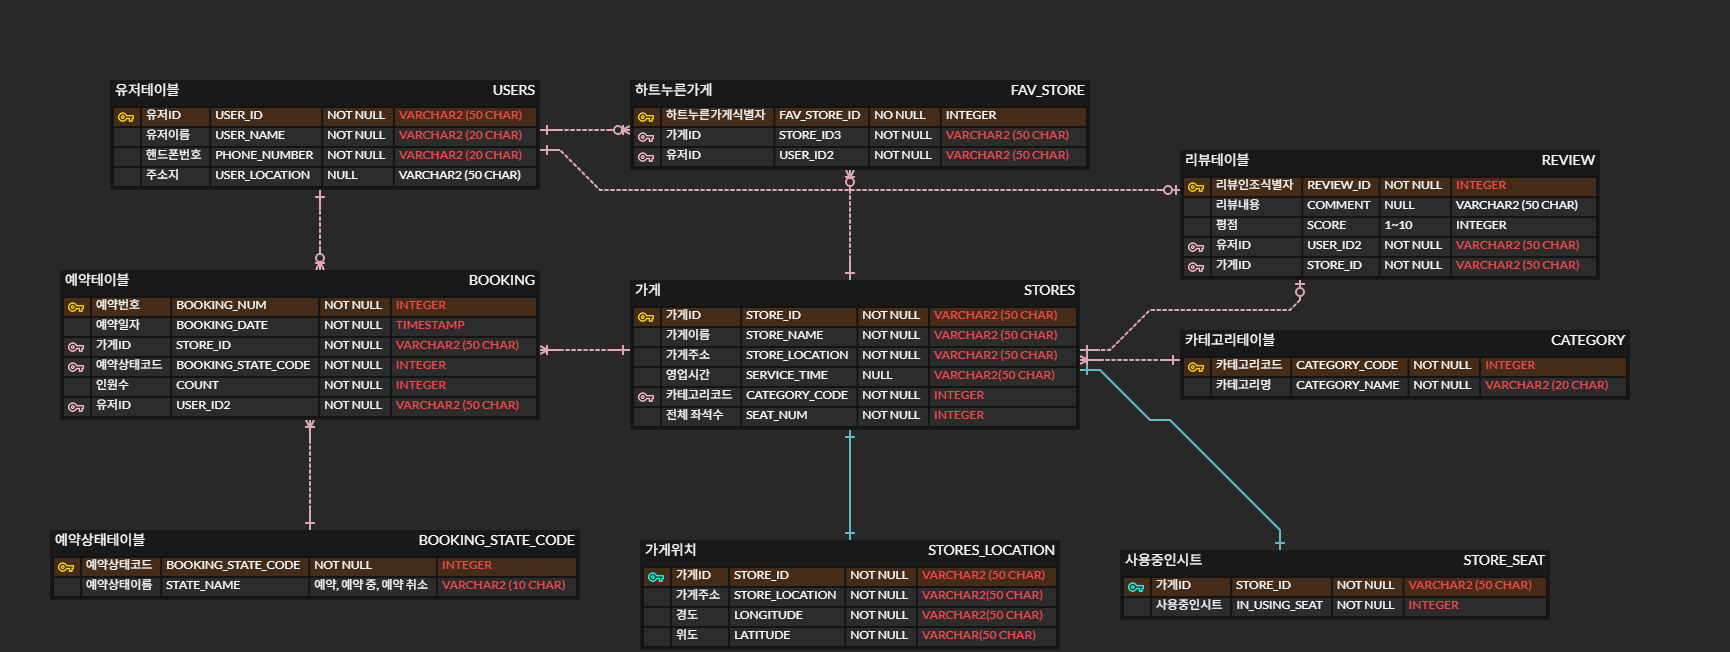 유저테이블 USERS
유저ID USER_ID NOT NULL VARCHAR2 (50 CHAR)
유저이름 USER_NAME NOT NULL VARCHAR2 (20 CHAR)
핸드폰번호 PHONE_NUMBER NOT NULL VARCHAR2 (20 CHAR)
주소지 USER_LOCATION NULL VARCHAR2 (50 CHAR)
하트누른가게 FAV_STORE
하트누른가게식별자 FAV_STORE_ID NO NULL INTEGER
가게ID STORE_ID3 NOT NULL VARCHAR2 (50 CHAR)
유저ID USER_ID2 NOT NULL VARCHAR2 (50 CHAR)
리뷰테이블 REVIEW
리뷰인조식별자 REVIEW_ID NOT NULL INTEGER
리뷰내용 COMMENT NULL VARCHAR2 (50 CHAR)
평점 SCORE 1~10 INTEGER
유저ID USER_ID2 NOT NULL VARCHAR2 (50 CHAR)
가게ID STORE_ID NOT NULL VARCHAR2 (50 CHAR)
예약테이블 BOOKING
예약번호 BOOKING_NUM NOT NULL INTEGER
예약일자 BOOKING_DATE NOT NULL TIMESTAMP
가게ID STORE_ID NOT NULL VARCHAR2 (50 CHAR)
예약상태코드 BOOKING_STATE_CODE NOT NULL INTEGER
인원수 COUNT NOT NULL INTEGER
유저ID USER_ID2 NOT NULL VARCHAR2 (50 CHAR)
가게 STORES
가게ID STORE_ID NOT NULL VARCHAR2 (50 CHAR)
가게이름 STORE_NAME NOT NULL VARCHAR2 (50 CHAR)
가게주소 STORE_LOCATION NOT NULL VARCHAR2 (50 CHAR)
영업시간 SERVICE_TIME NULL VARCHAR2(50 CHAR)
카테고리코드 CATEGORY_CODE NOT NULL INTEGER
전체 좌석수 SEAT_NUM NOT NULL INTEGER
카테고리테이블 CATEGORY
카테고리코드 CATEGORY_CODE NOT NULL INTEGER
카테고리명 CATEGORY_NAME NOT NULL VARCHAR2 (20 CHAR)
예약상태테이블 BOOKING_STATE_CODE
예약상태코드 BOOKING_STATE_CODE NOT NULL INTEGER
예약상태이름 STATE_NAME 예약, 예약 중, 예약 취소 VARCHAR2 (10 CHAR)
가게위치 STORES_LOCATION
가게ID STORE_ID NOT NULL VARCHAR2 (50 CHAR)
가게주소 STORE_LOCATION NOT NULL VARCHAR2(50 CHAR)
경도 LONGITUDE NOT NULL VARCHAR2(50 CHAR)
위도 LATITUDE NOT NULL VARCHAR(50 CHAR)
사용중인시트 STORE_SEAT
가게ID STORE_ID NOT NULL VARCHAR2 (50 CHAR)
사용중인시트 IN_USING_SEAT NOT NULL INTEGER